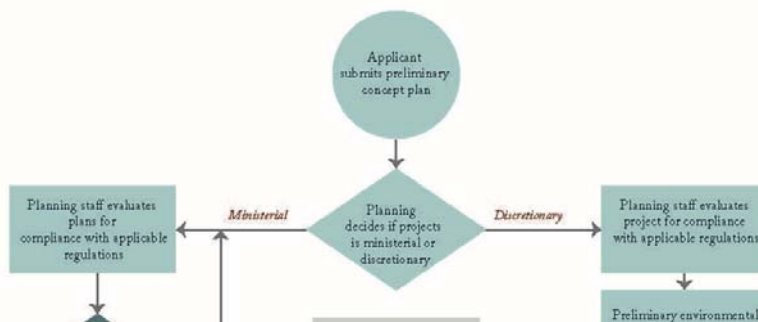 Applicant
submits preliminary
concept plan
Planning staff evaluates
plans for
compliance with applicable
regulations
Ministerial
Planning
decides if projects
is ministerial or
discretionary
Discretionary
Planning staff evaluates
project for compliance
with applicable regulations
Preliminary environmental